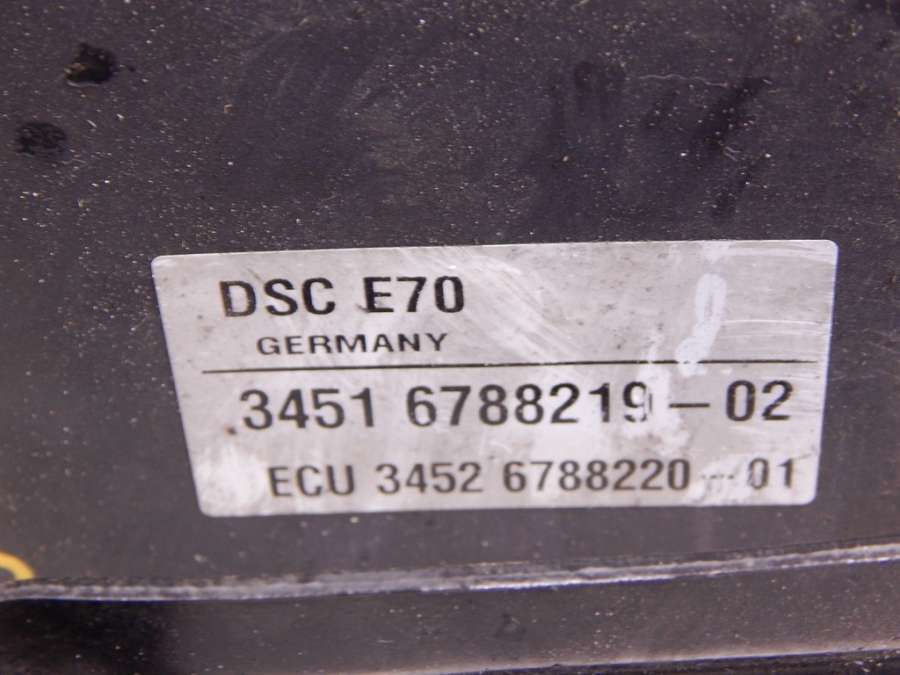 DSC E70
GERMANY
3451 6788219-02
ECU 3452 6788220-01